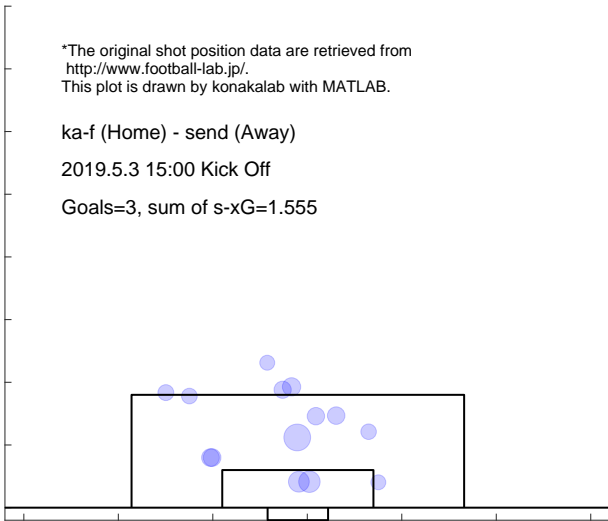 *The original shot position data are retrieved from
http://www.football-lab.jp/.
This plot is drawn by konakalab with MATLAB.
ka-f (Home) - send (Away)
2019.5.3 15:00 Kick Off
Goals=3, sum of s-xG=1.555